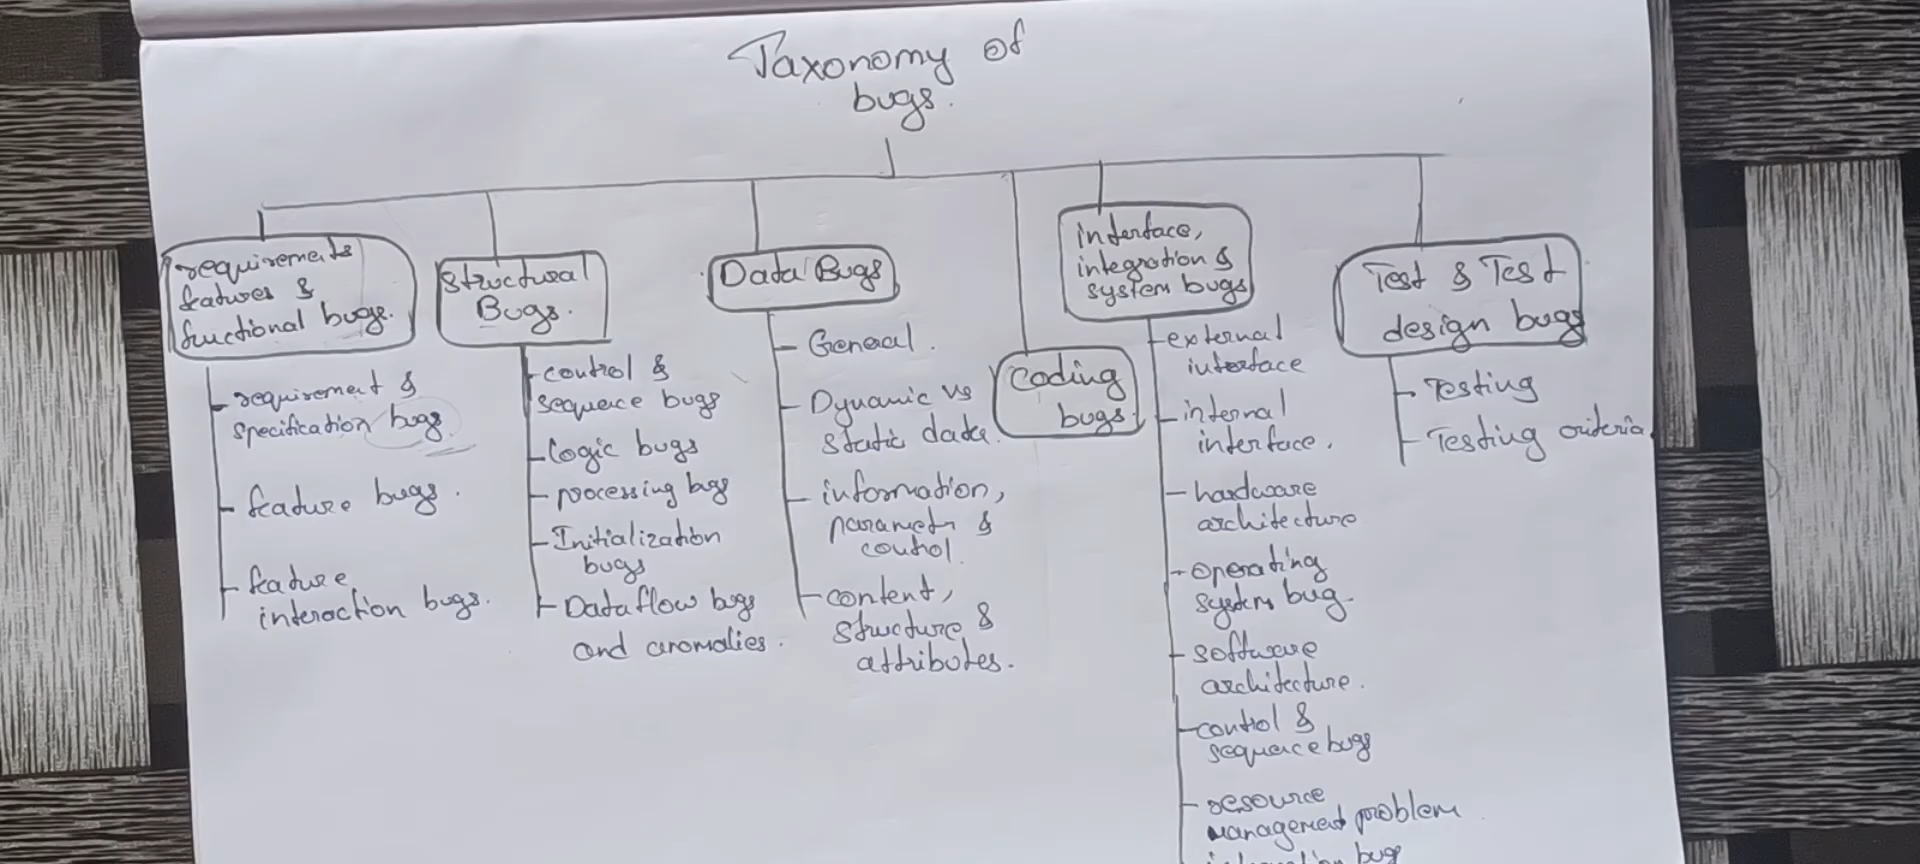 Taxonomy of
bugs.
requirements
features &
functional bugs.
requirement &
specification bugs.
feature bugs.
feature
interaction bugs.
Structural
Bugs.
control &
sequence bugs
Logic bugs
processing bugs
Initialization
bugs
Dataflow bugs
and anomalies.
Data Bugs
General.
Dynamic vs
static data.
information,
control
content,
structure &
attributes.
Coding
bugs.
interface,
integration &
system bugs
external
interface
internal
interface.
hardware
architecture
operating
system bug.
software
architecture.
control &
sequence bugs
resource
management problem
bug
Test & Test
design bugs
Testing
Testing criteria